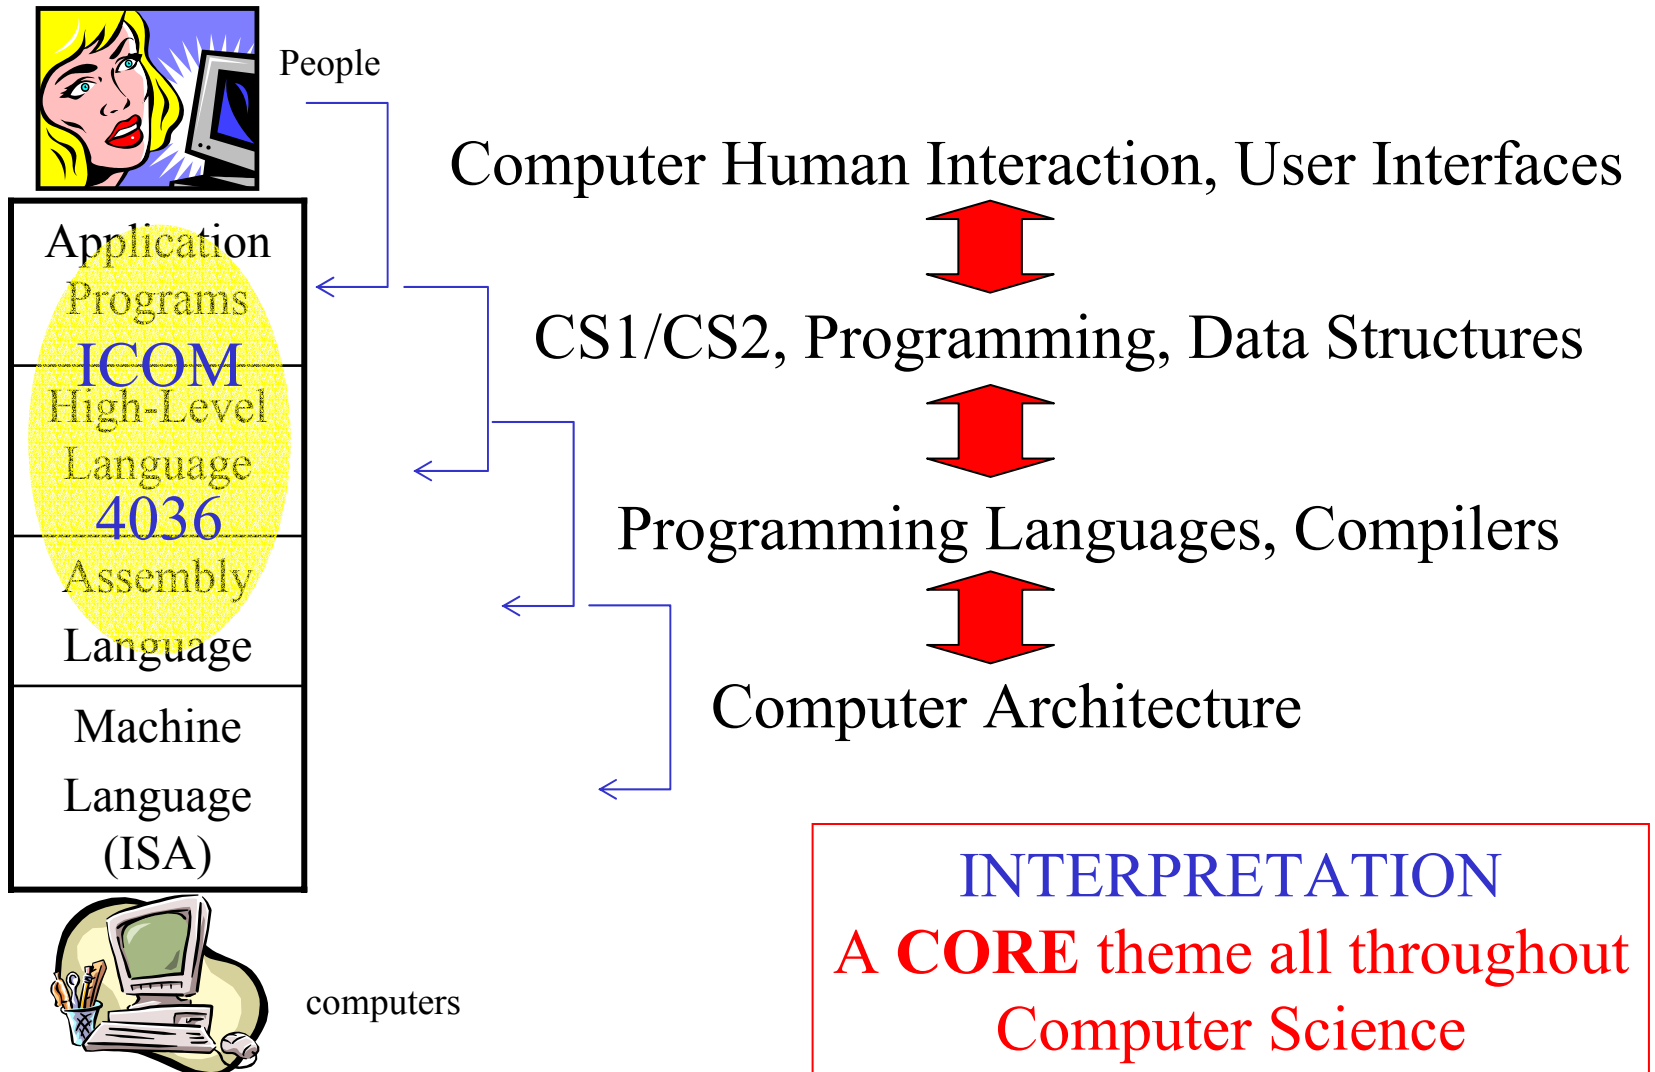 People
Computer Human Interaction, User Interfaces
Application
Programs
ICOM
High-Level
Language
4036
Assembly
Language
Machine
Language
(ISA)
computers
CS1/CS2, Programming, Data Structures
Programming Languages, Compilers
Computer Architecture
INTERPRETATION
A CORE theme all throughout
Computer Science